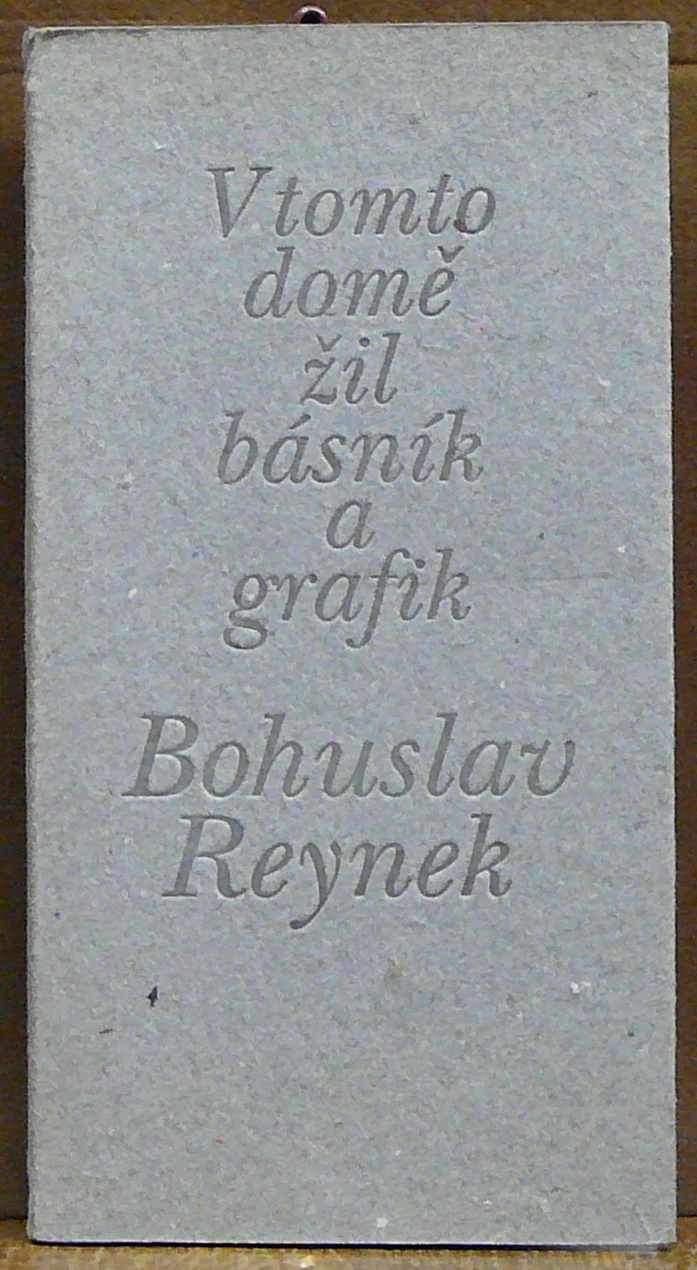 V tomto
domě
žil
básník
a
grafik
Bohuslav
Reynek